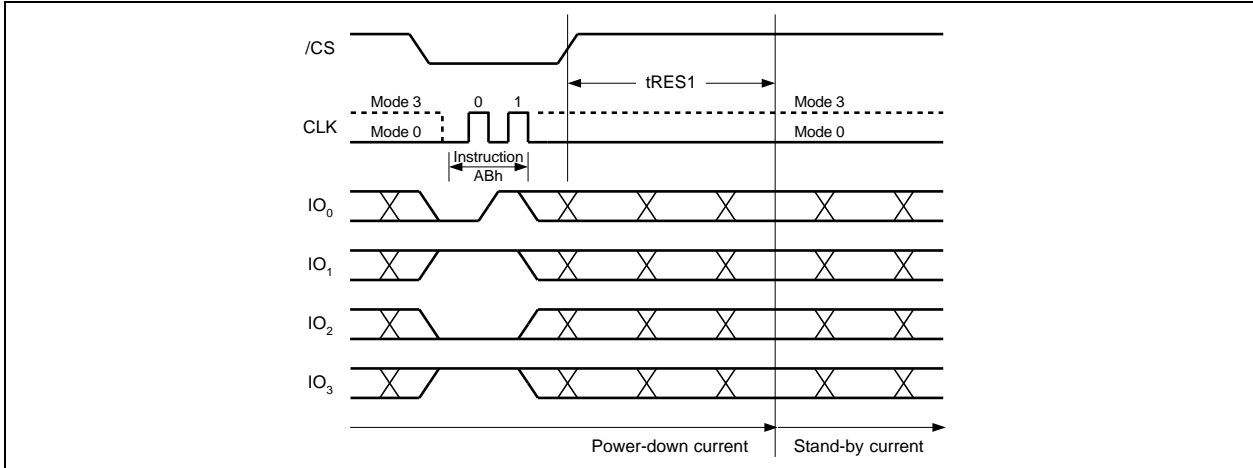 /CS
tRES1
Mode 3 0 1 Mode 3
CLK
Mode 0 Mode 0
Instruction
ABh
IO0
IO1
IO2
IO3
Power-down current Stand-by current